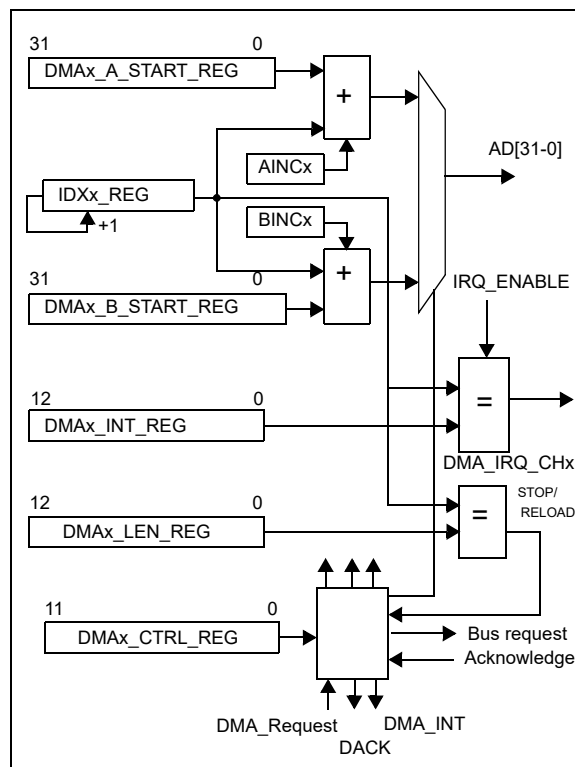 31 0
DMAx_A_START_REG
+
AD[31-0]
AINCx
IDXx_REG
+1
BINCx
+
31 0
DMAx_B_START_REG
IRQ_ENABLE
12 0
DMAx_INT_REG
=
DMA_IRQ_CHx
12 0
DMAx_LEN_REG
=
STOP/
RELOAD
11 0
DMAx_CTRL_REG
Bus request
Acknowledge
DMA_Request
DMA_INT
DACK